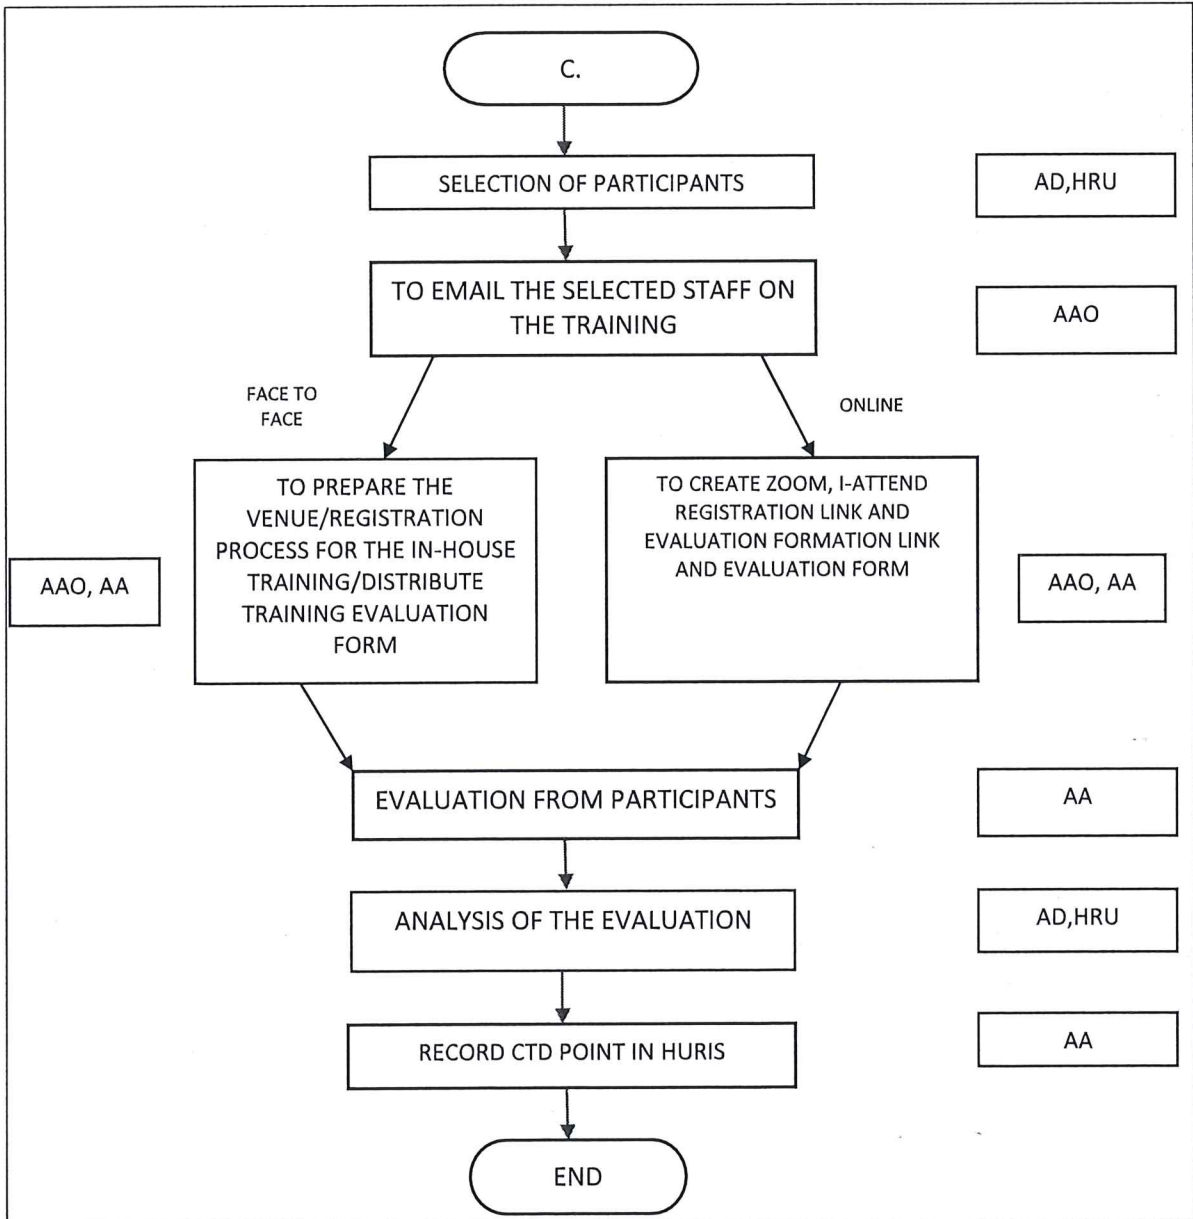 C.
SELECTION OF PARTICIPANTS
AD,HRU
TO EMAIL THE SELECTED STAFF ON
THE TRAINING
AAO
FACE TO
FACE
ONLINE
TO PREPARE THE
VENUE/REGISTRATION
PROCESS FOR THE IN-HOUSE
TRAINING/DISTRIBUTE
TRAINING EVALUATION
FORM
TO CREATE ZOOM, I-ATTEND
REGISTRATION LINK AND
EVALUATION FORMATION LINK
AND EVALUATION FORM
AAO, AA
AAO, AA
EVALUATION FROM PARTICIPANTS
AA
ANALYSIS OF THE EVALUATION
AD,HRU
RECORD CTD POINT IN HURIS
AA
END